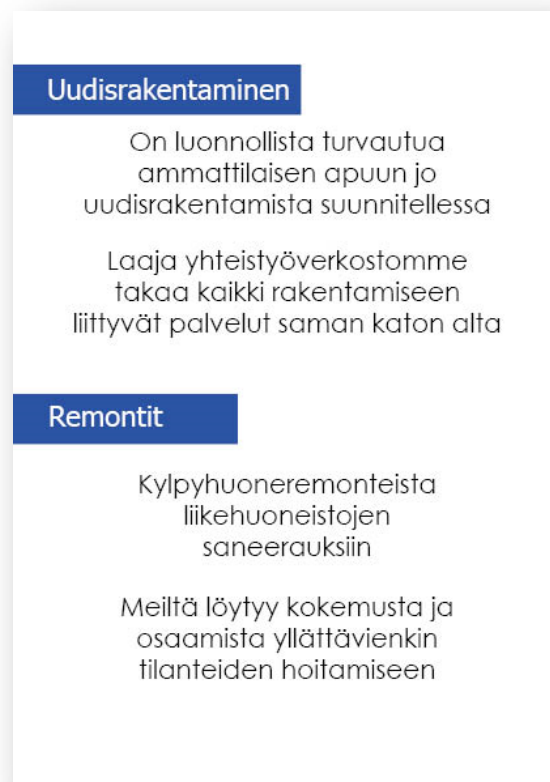 Uudisrakentaminen
On luonnollista turvautua
ammattilaisen apuun jo
uudisrakentamista suunnitellessa
Laaja yhteistyöverkostomme
takaa kaikki rakentamiseen
liittyvät palvelut saman katon alta
Remontit
Kylpyhuoneremonteista
liikehuoneistojen
saneerauksiin
Meiltä löytyy kokemusta ja
osaamista yllättävienkin
tilanteiden hoitamiseen